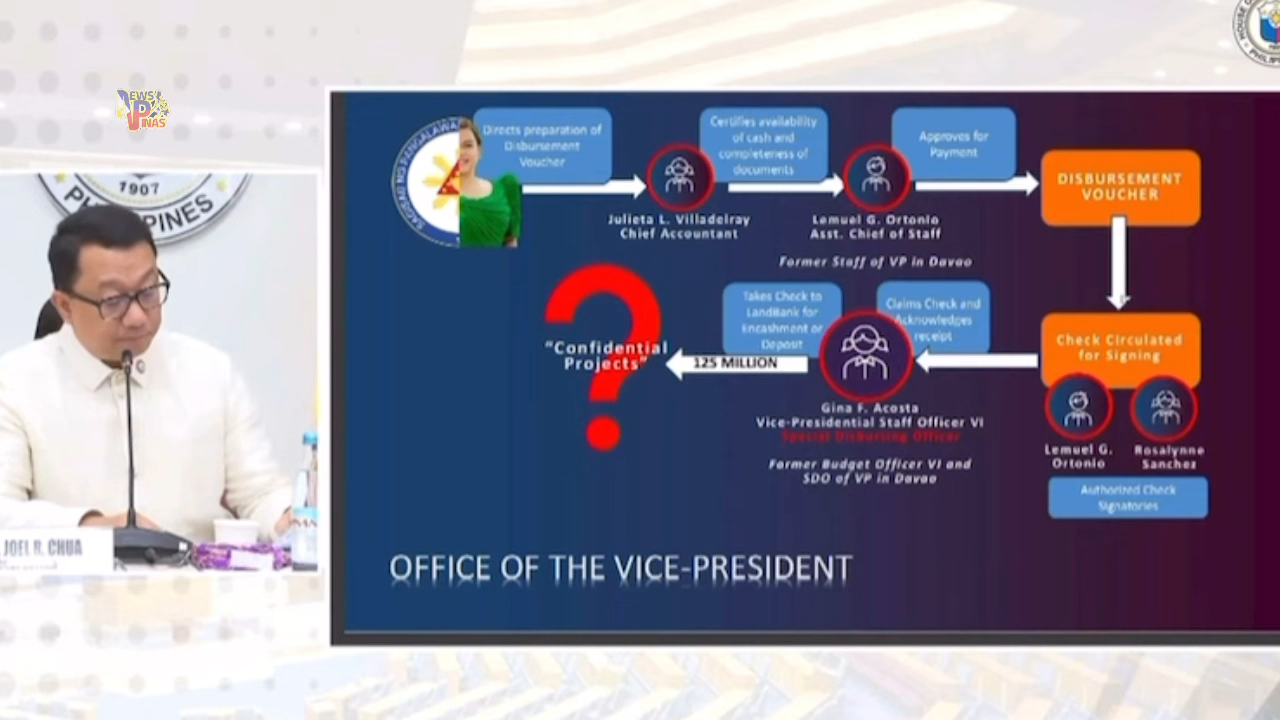 NEWS
PINAS
HOUSE O
PHILIPP
1907
PHILIPPINES
JOEL R. CHUA
Directs preparation of
Disbursement
Voucher
Certifies availability
of cash and
completeness of
documents
Approves for
Payment
DISBURSEMENT
VOUCHER
Julieta L. Villadelray
Chief Accountant
Lemuel G. Ortonio
Asst. Chief of Staff
Former Staff of VP in Davao
Takes Check to
LandBank for
Encashment or
Deposit
Claims Check and
Acknowledges
receipt
Check Circulated
for Signing
"Confidential
Projects"
125 MILLION
Gina F. Acosta
Vice-Presidential Staff Officer VI
Special Disbursing Officer
Former Budget Officer VI and
SDO of VP in Davao
Lemuel G.
Ortonio
Rosalynne
Sanchez
Authorized Check
Signatories
OFFICE OF THE VICE-PRESIDENT